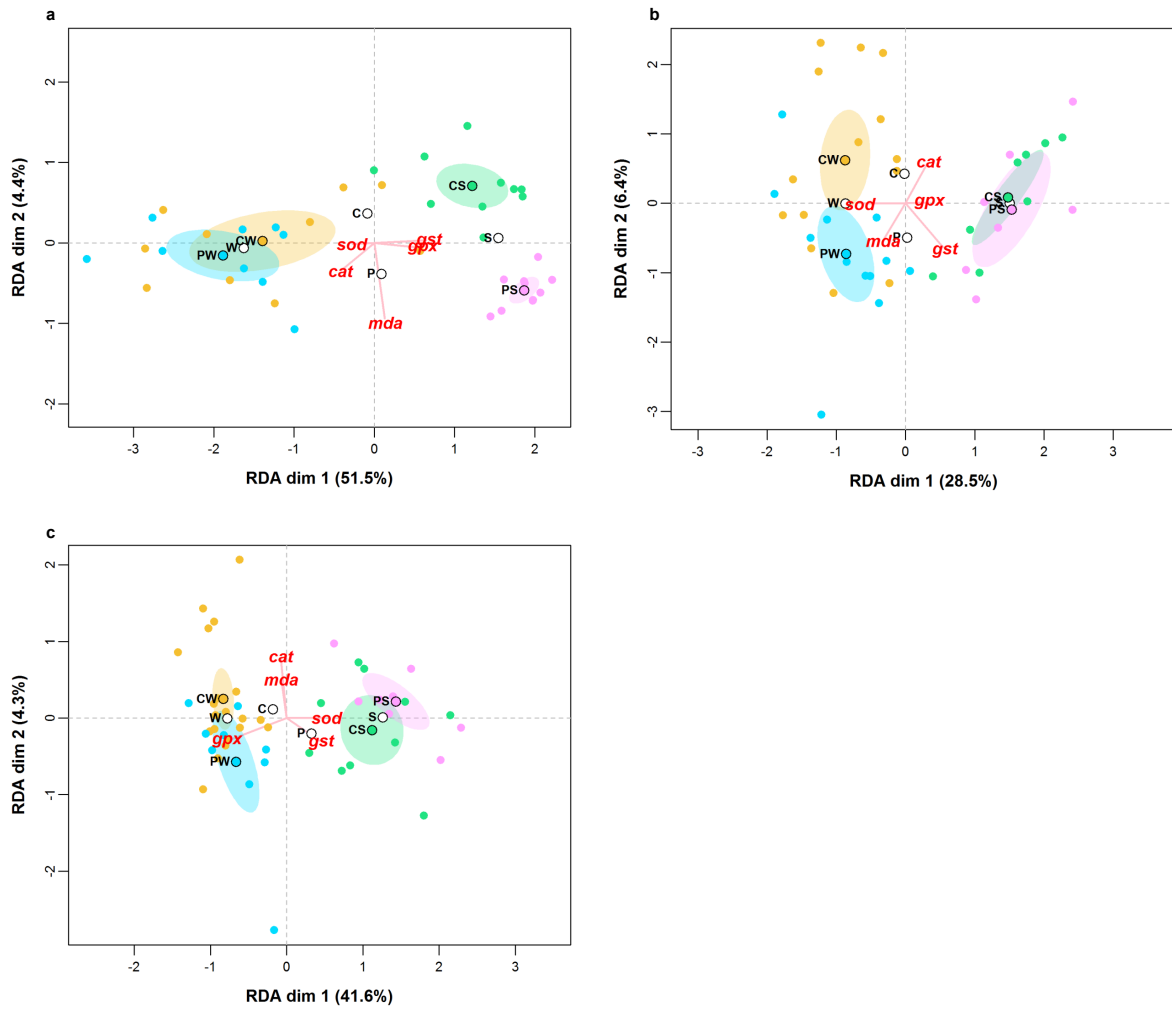 a
2
1
0
-1
-2
RDA dim 2 (4.4%)
CS
C
S
CW
W
PW
P
PS
sod
gst
gpx
cat
mda
-3
-2
-1
0
1
2
RDA dim 1 (51.5%)
b
2
1
0
-1
-2
-3
RDA dim 2 (6.4%)
CW
C
cat
W
sod
gpx
CS
S
PS
mda
P
gst
PW
-3
-2
-1
0
1
2
3
RDA dim 1 (28.5%)
c
2
1
0
-1
-2
RDA dim 2 (4.3%)
cat
mda
CW
C
W
sod
PS
S
CS
gpx
P
gst
PW
-2
-1
0
1
2
3
RDA dim 1 (41.6%)